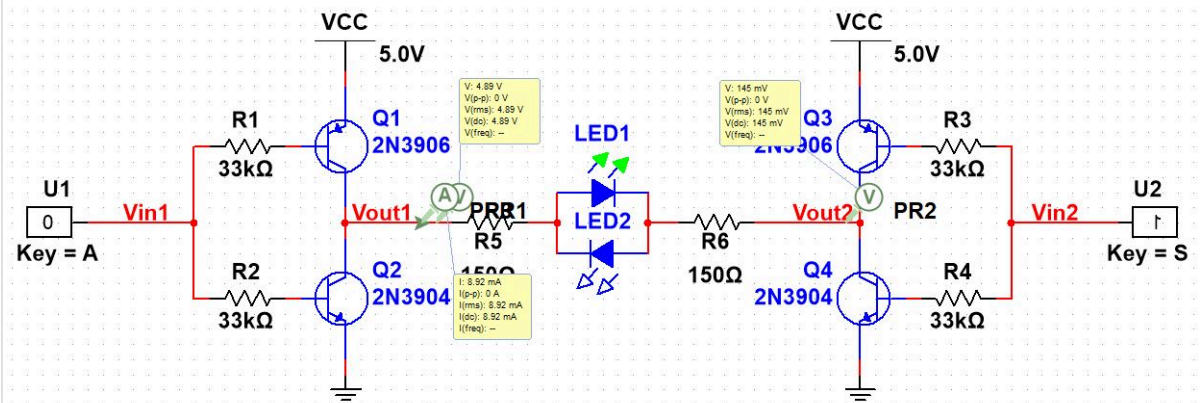 VCC
5.0V
VCC
5.0V
V: 4.89 V
V(p-p): 0 V
V(rms): 4.89 V
V(dc): 4.89 V
V(freq): --
V: 145 mV
V(p-p): 0 V
V(rms): 145 mV
V(dc): 145 mV
V(freq): --
R1
33kΩ
Q1
2N3906
LED1
Q3
R3
33kΩ
U1
0
Key = A
Vin1
Vout1
A
V
R5
150Ω
LED2
R6
150Ω
Vout2
V
PR2
Vin2
U2
1
Key = S
R2
33kΩ
Q2
2N3904
I: 8.92 mA
I(p-p): 0 A
I(rms): 8.92 mA
I(dc): 8.92 mA
I(freq): --
Q4
2N3904
R4
33kΩ